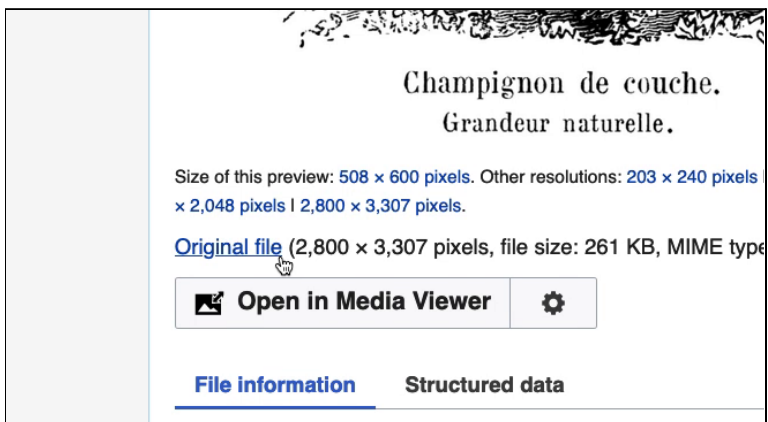 Champignon de couche.
Grandeur naturelle.
Size of this preview: 508 × 600 pixels. Other resolutions: 203 × 240 pixels
× 2,048 pixels | 2,800 × 3,307 pixels.
Original file (2,800 × 3,307 pixels, file size: 261 KB, MIME type
Open in Media Viewer
File information Structured data